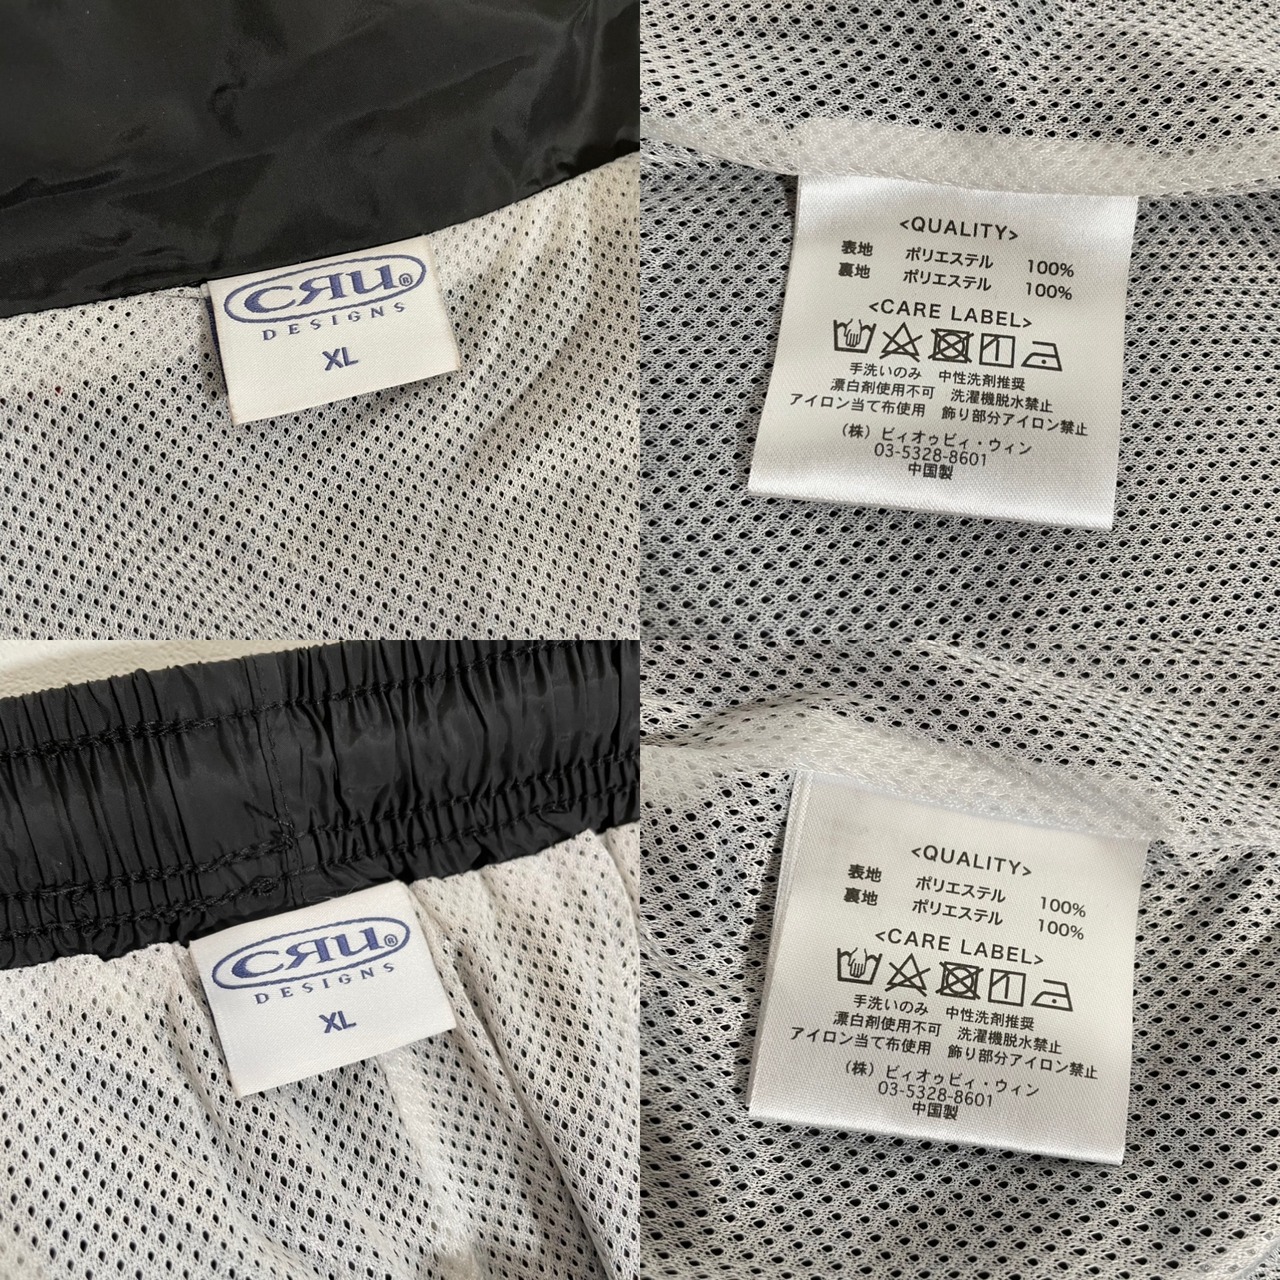 CЯU®
DESIGNS
XL
<QUALITY>
表地 ポリエステル 100%
裏地 ポリエステル 100%
<CARE LABEL>
手洗いのみ 中性洗剤推奨
漂白剤使用不可 洗濯機脱水禁止
アイロン当て布使用 飾り部分アイロン禁止
(株)ビィオゥビィ・ウィン
03-5328-8601
中国製
CЯU®
DESIGNS
XL
<QUALITY>
表地 ポリエステル 100%
裏地 ポリエステル 100%
<CARE LABEL>
手洗いのみ 中性洗剤推奨
漂白剤使用不可 洗濯機脱水禁止
アイロン当て布使用 飾り部分アイロン禁止
(株)ビィオゥビィ・ウィン
03-5328-8601
中国製